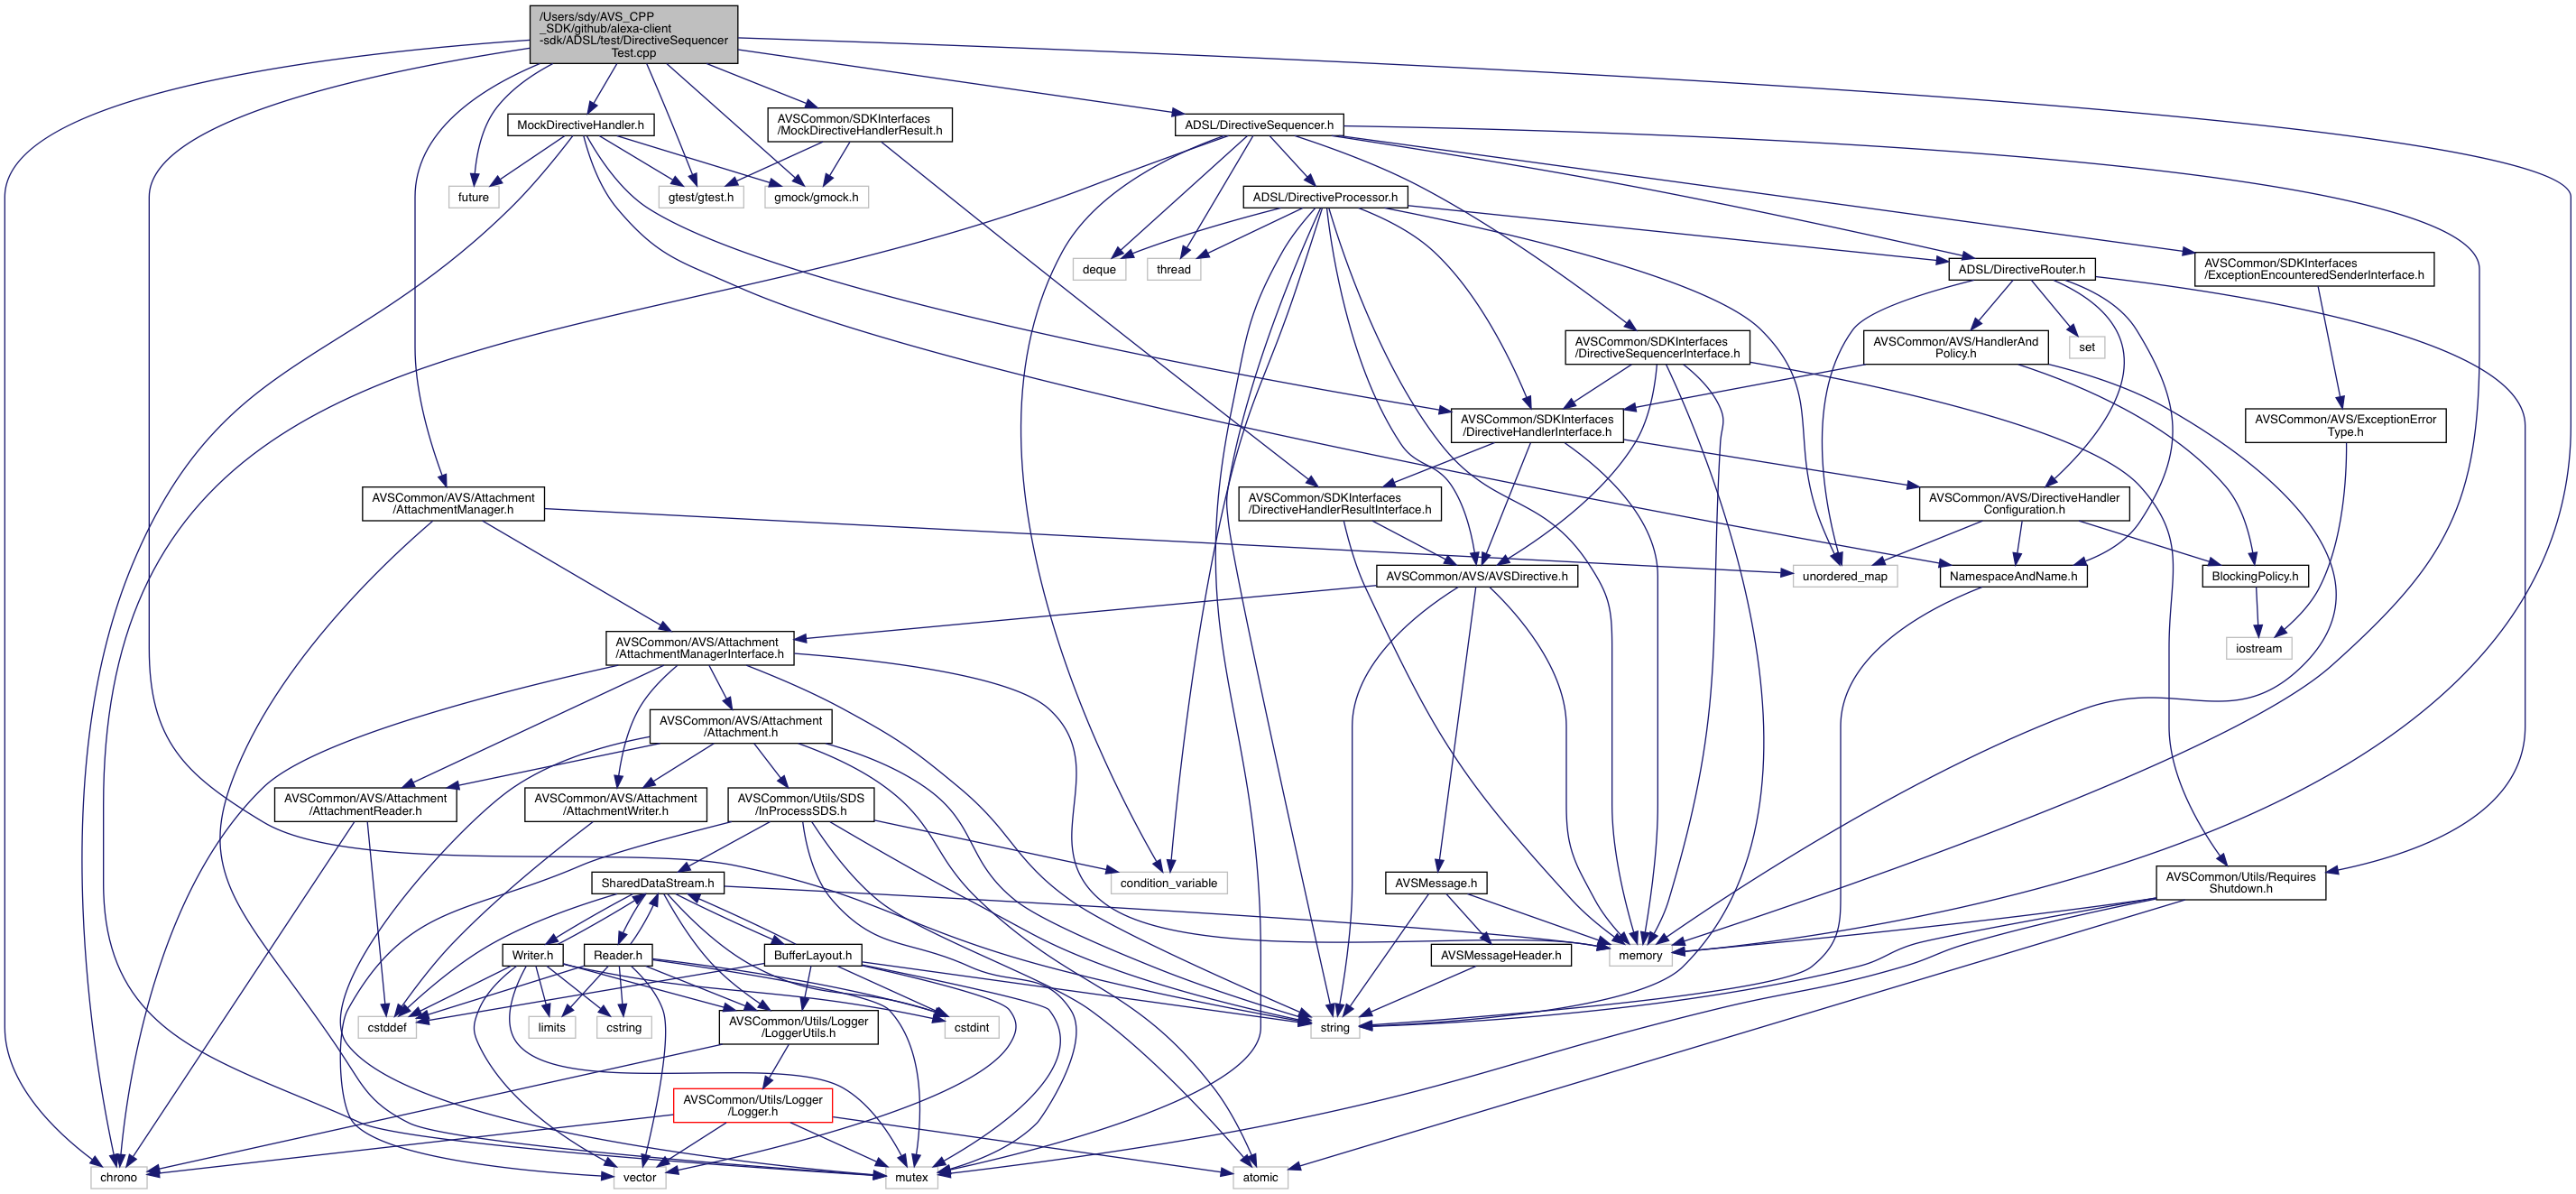 /Users/sdy/AVS_CPP
_SDK/github/alexa-client
-sdk/ADSL/test/DirectiveSequencer
Test.cpp
MockDirectiveHandler.h
AVSCommon/SDKInterfaces
/MockDirectiveHandlerResult.h
ADSL/DirectiveSequencer.h
future
gtest/gtest.h
gmock/gmock.h
ADSL/DirectiveProcessor.h
deque
thread
ADSL/DirectiveRouter.h
AVSCommon/SDKInterfaces
/ExceptionEncounteredSenderInterface.h
AVSCommon/SDKInterfaces
/DirectiveSequencerInterface.h
AVSCommon/AVS/HandlerAnd
Policy.h
set
AVSCommon/SDKInterfaces
/DirectiveHandlerInterface.h
AVSCommon/AVS/ExceptionError
Type.h
AVSCommon/AVS/Attachment
/AttachmentManager.h
AVSCommon/SDKInterfaces
/DirectiveHandlerResultInterface.h
AVSCommon/AVS/DirectiveHandler
Configuration.h
AVSCommon/AVS/AVSDirective.h
unordered_map
NamespaceAndName.h
BlockingPolicy.h
AVSCommon/AVS/Attachment
/AttachmentManagerInterface.h
iostream
AVSCommon/AVS/Attachment
/Attachment.h
AVSCommon/AVS/Attachment
/AttachmentReader.h
AVSCommon/AVS/Attachment
/AttachmentWriter.h
AVSCommon/Utils/SDS
/InProcessSDS.h
SharedDataStream.h
condition_variable
AVSMessage.h
AVSCommon/Utils/Requires
Shutdown.h
Writer.h
Reader.h
BufferLayout.h
AVSMessageHeader.h
memory
cstddef
limits
cstring
AVSCommon/Utils/Logger
/LoggerUtils.h
cstdint
string
AVSCommon/Utils/Logger
/Logger.h
chrono
vector
mutex
atomic